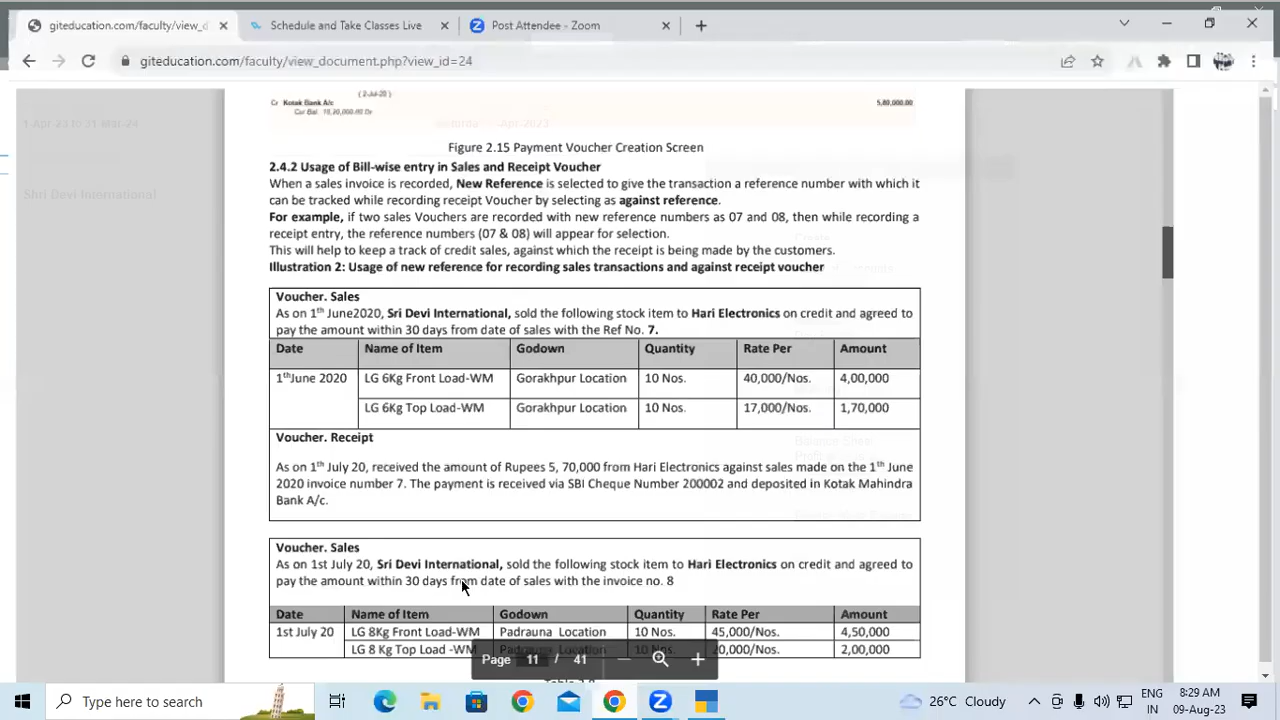 giteducation.com/faculty/view_d
Schedule and Take Classes Live
Post Attendee - Zoom
giteducation.com/faculty/view_document.php?view_id=24
1-Apr-23 to 31-Mar-24
Shri Devi International
(2-Jul-20)
Cr Kotak Bank A/c 5,80,000.00
Figure 2.15 Payment Voucher Creation Screen
2.4.2 Usage of Bill-wise entry in Sales and Receipt Voucher
When a sales invoice is recorded, New Reference is selected to give the transaction a reference number with which it
can be tracked while recording receipt Voucher by selecting as against reference.
For example, if two sales Vouchers are recorded with new reference numbers as 07 and 08, then while recording a
receipt entry, the reference numbers (07 & 08) will appear for selection.
This will help to keep a track of credit sales, against which the receipt is being made by the customers.
Illustration 2: Usage of new reference for recording sales transactions and against receipt voucher
Voucher. Sales
As on 1th June2020, Sri Devi International, sold the following stock item to Hari Electronics on credit and agreed to
pay the amount within 30 days from date of sales with the Ref No. 7.
Date Name of Item Godown Quantity Rate Per Amount
1thJune 2020 LG 6Kg Front Load-WM Gorakhpur Location 10 Nos. 40,000/Nos. 4,00,000
LG 6Kg Top Load-WM Gorakhpur Location 10 Nos. 17,000/Nos. 1,70,000
Voucher. Receipt
As on 1th July 20, received the amount of Rupees 5, 70,000 from Hari Electronics against sales made on the 1th June
2020 invoice number 7. The payment is received via SBI Cheque Number 200002 and deposited in Kotak Mahindra
Bank A/c.
Voucher. Sales
As on 1st July 20, Sri Devi International, sold the following stock item to Hari Electronics on credit and agreed to
pay the amount within 30 days from date of sales with the invoice no. 8
Date Name of Item Godown Quantity Rate Per Amount
1st July 20 LG 8Kg Front Load-WM Padrauna Location 10 Nos. 45,000/Nos. 4,50,000
LG 8 Kg Top Load -WM Padrauna Location 10 Nos. 20,000/Nos. 2,00,000
Page 11 / 41
Type here to search
26°C Cloudy
ENG
IN
8:29 AM
09-Aug-23